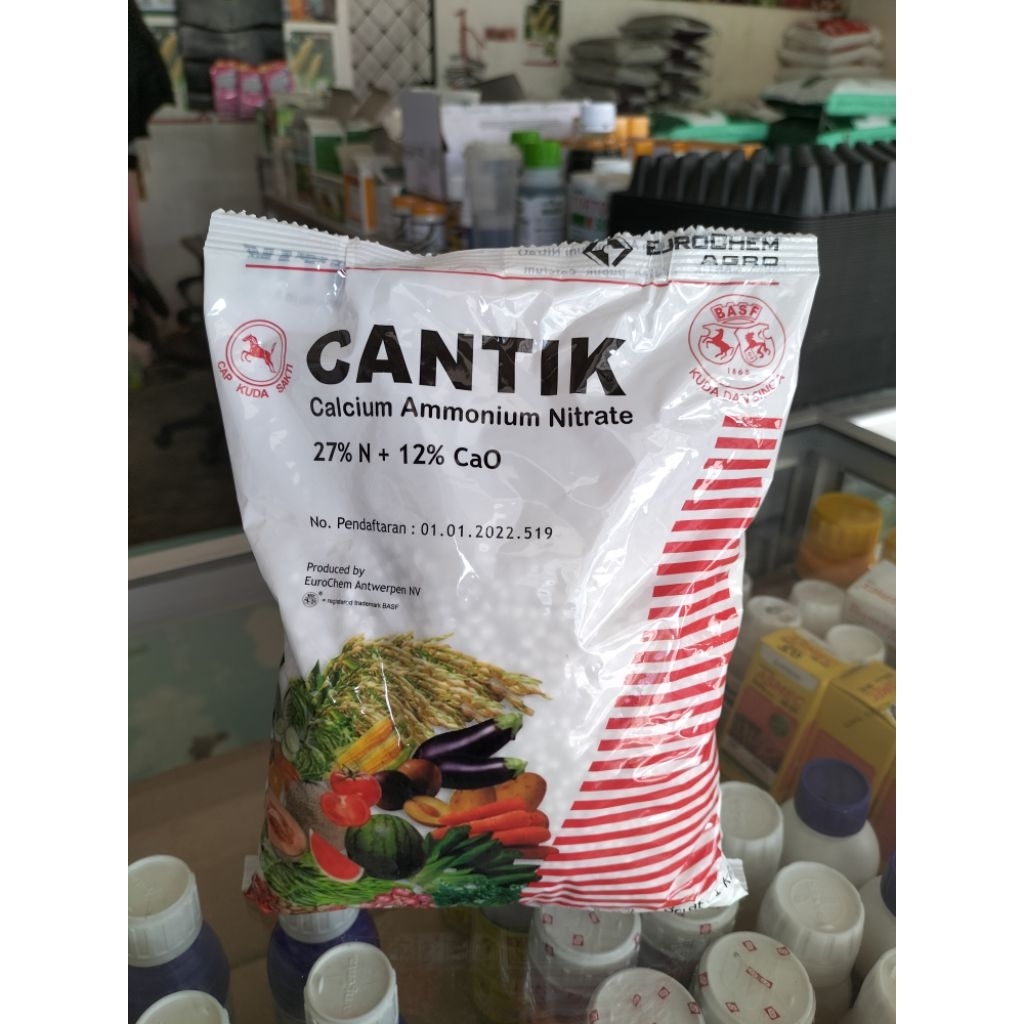 EUROCHEM
AGRO
CAP KUDA SAKTI
BASF
1865
KUDA DAN SINGA
CANTIK
Calcium Ammonium Nitrate
27% N + 12% CaO
No. Pendaftaran : 01.01.2022.519
Produced by
EuroChem Antwerpen NV
® = registered trademark BASF